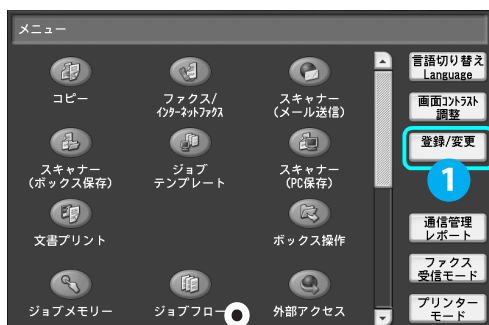 メニュー
コピー
ファクス/
インターネットファクス
スキャナー
(メール送信)
スキャナー
(ボックス保存)
ジョブ
テンプレート
スキャナー
(PC保存)
文書プリント
ボックス操作
ジョブメモリー
ジョブフロー
外部アクセス
言語切り替え
Language
画面コントラスト
調整
登録/変更
1
通信管理
レポート
ファクス
受信モード
プリンター
モード